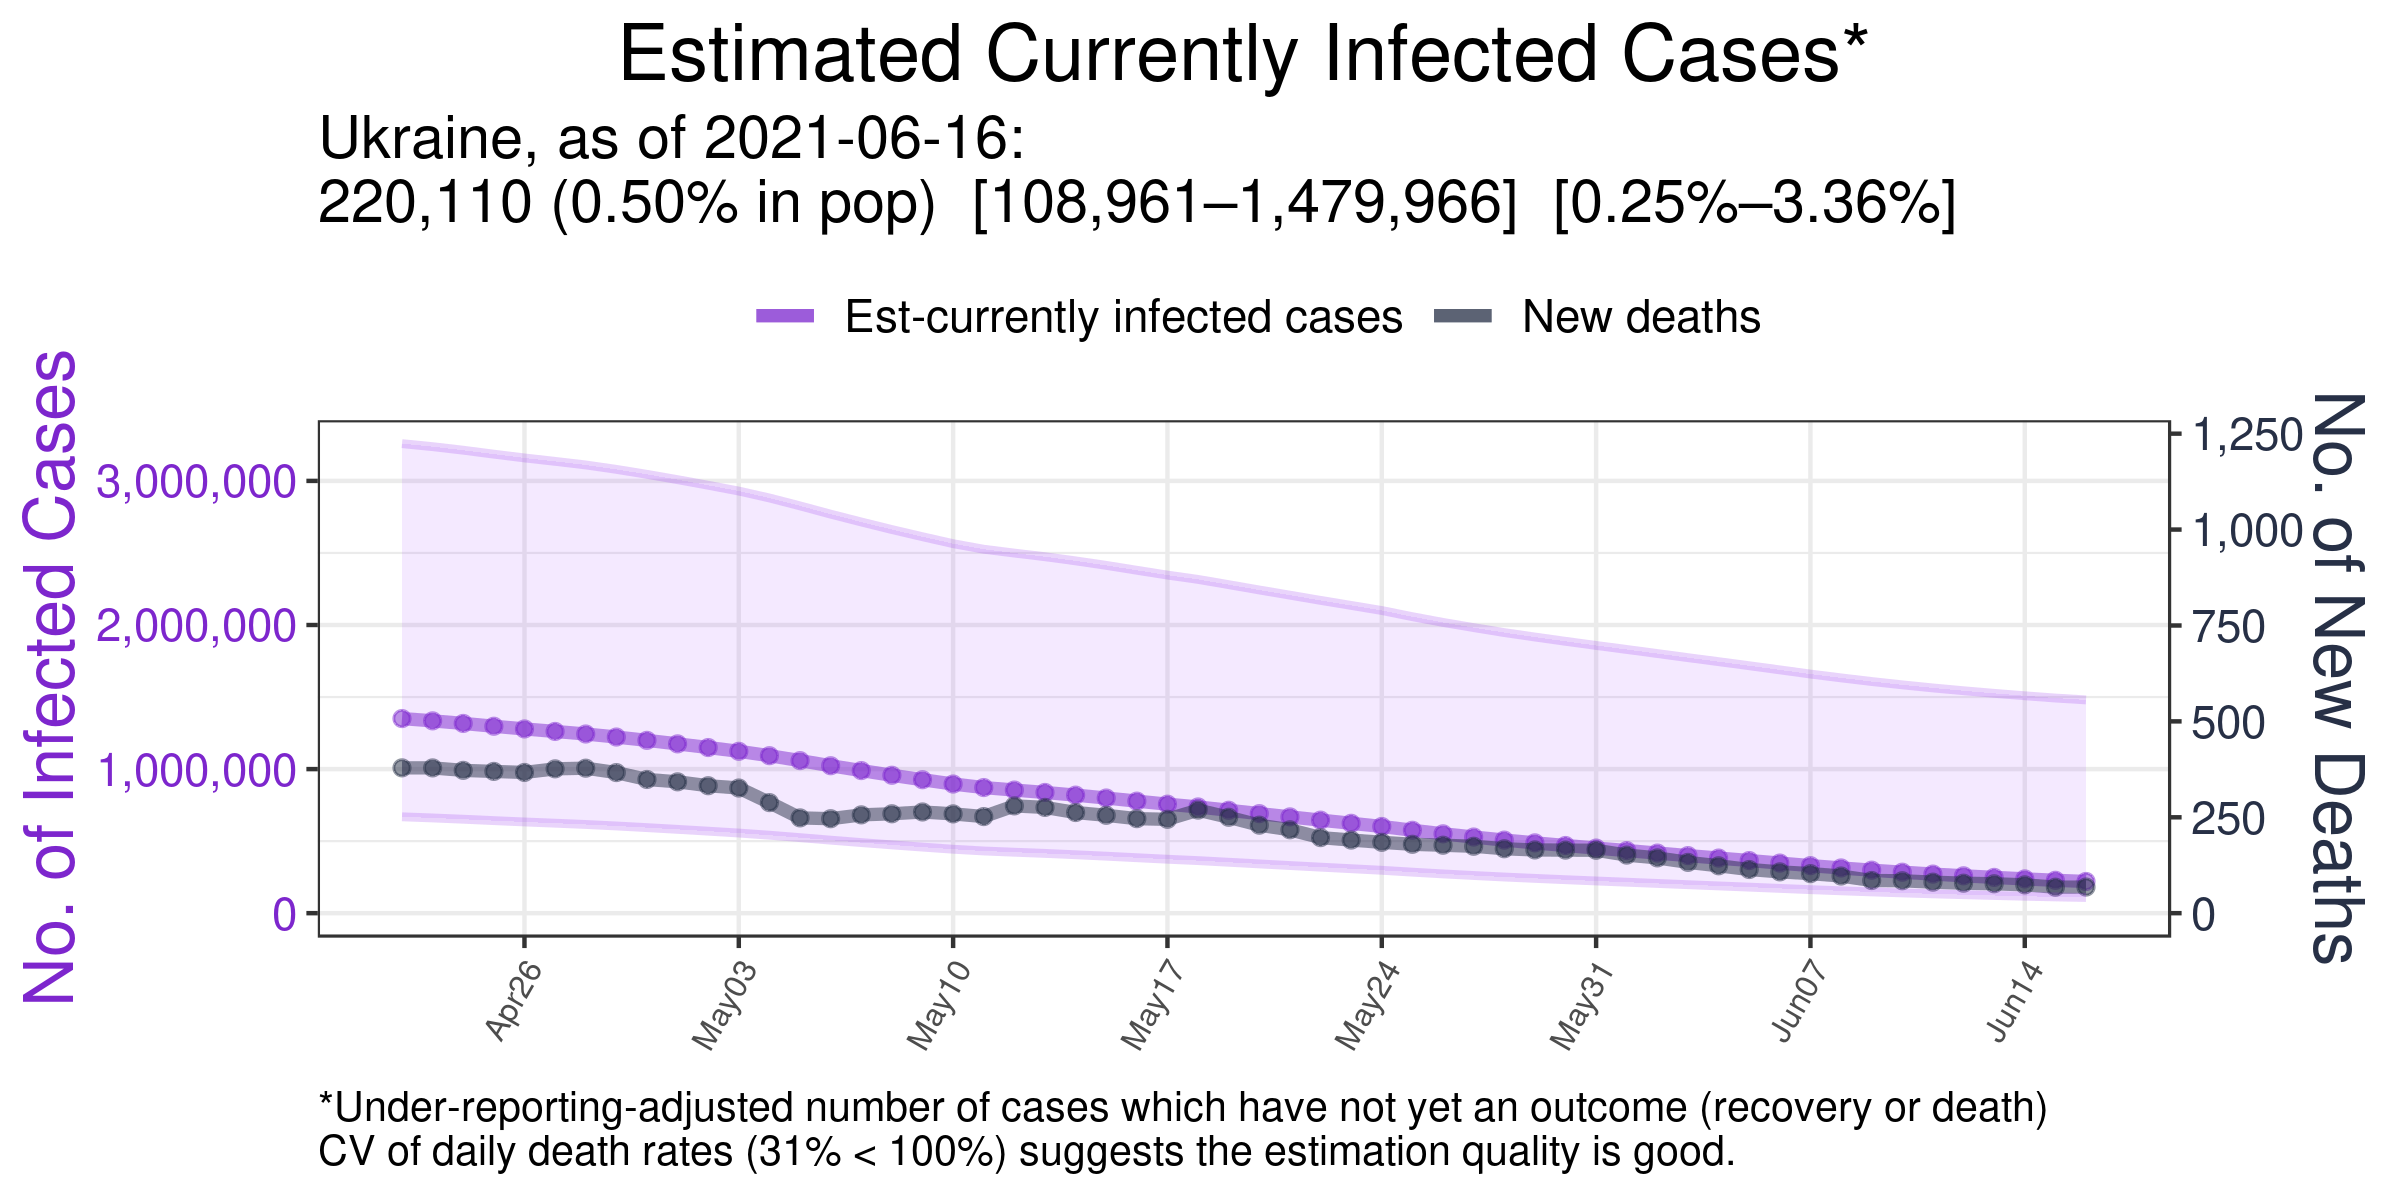 Estimated Currently Infected Cases*
Ukraine, as of 2021-06-16:
220,110 (0.50% in pop)  [108,961–1,479,966]  [0.25%–3.36%]
Est-currently infected cases
New deaths
No. of Infected Cases
3,000,000
2,000,000
1,000,000
0
1,250
1,000
750
500
250
0
No. of New Deaths
Apr26
May03
May10
May17
May24
May31
Jun07
Jun14
*Under-reporting-adjusted number of cases which have not yet an outcome (recovery or death)
CV of daily death rates (31% < 100%) suggests the estimation quality is good.